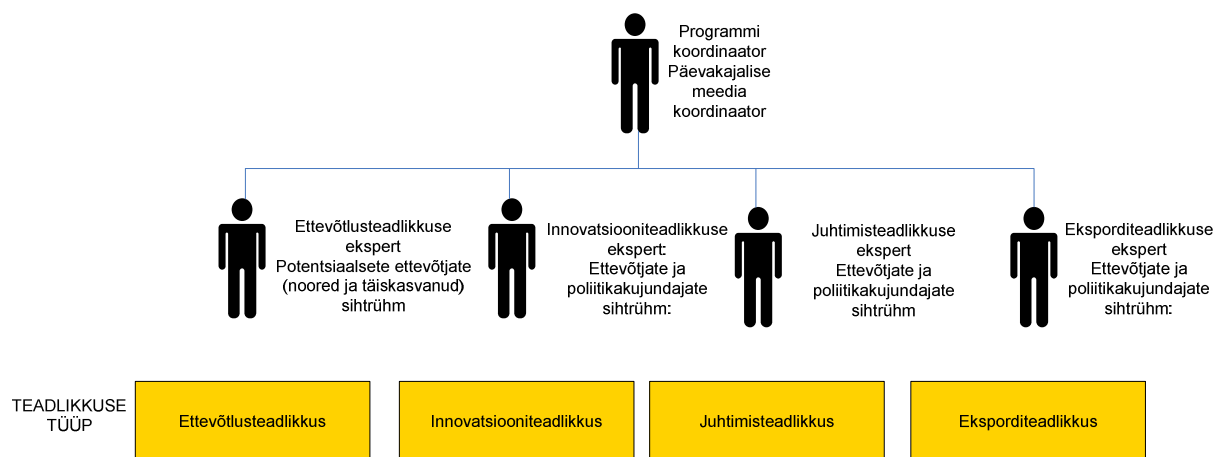 Programmi
koordinaator
Päevakajalise
meedia
koordinaator
Ettevõtlusteadlikkuse
ekspert
Potentsiaalsete ettevõtjate
(noored ja täiskasvanud)
sihtrühm
Innovatsiooniteadlikkuse
ekspert:
Ettevõtjate ja
poliitikakujundajate
sihtrühm:
Juhtimisteadlikkuse
ekspert
Ettevõtjate ja
poliitikakujundajate
sihtrühm
Eksporditeadlikkuse
ekspert
Ettevõtjate ja
poliitikakujundajate
sihtrühm:
TEADLIKKUSE
TÜÜP
Ettevõtlusteadlikkus
Innovatsiooniteadlikkus
Juhtimisteadlikkus
Eksporditeadlikkus